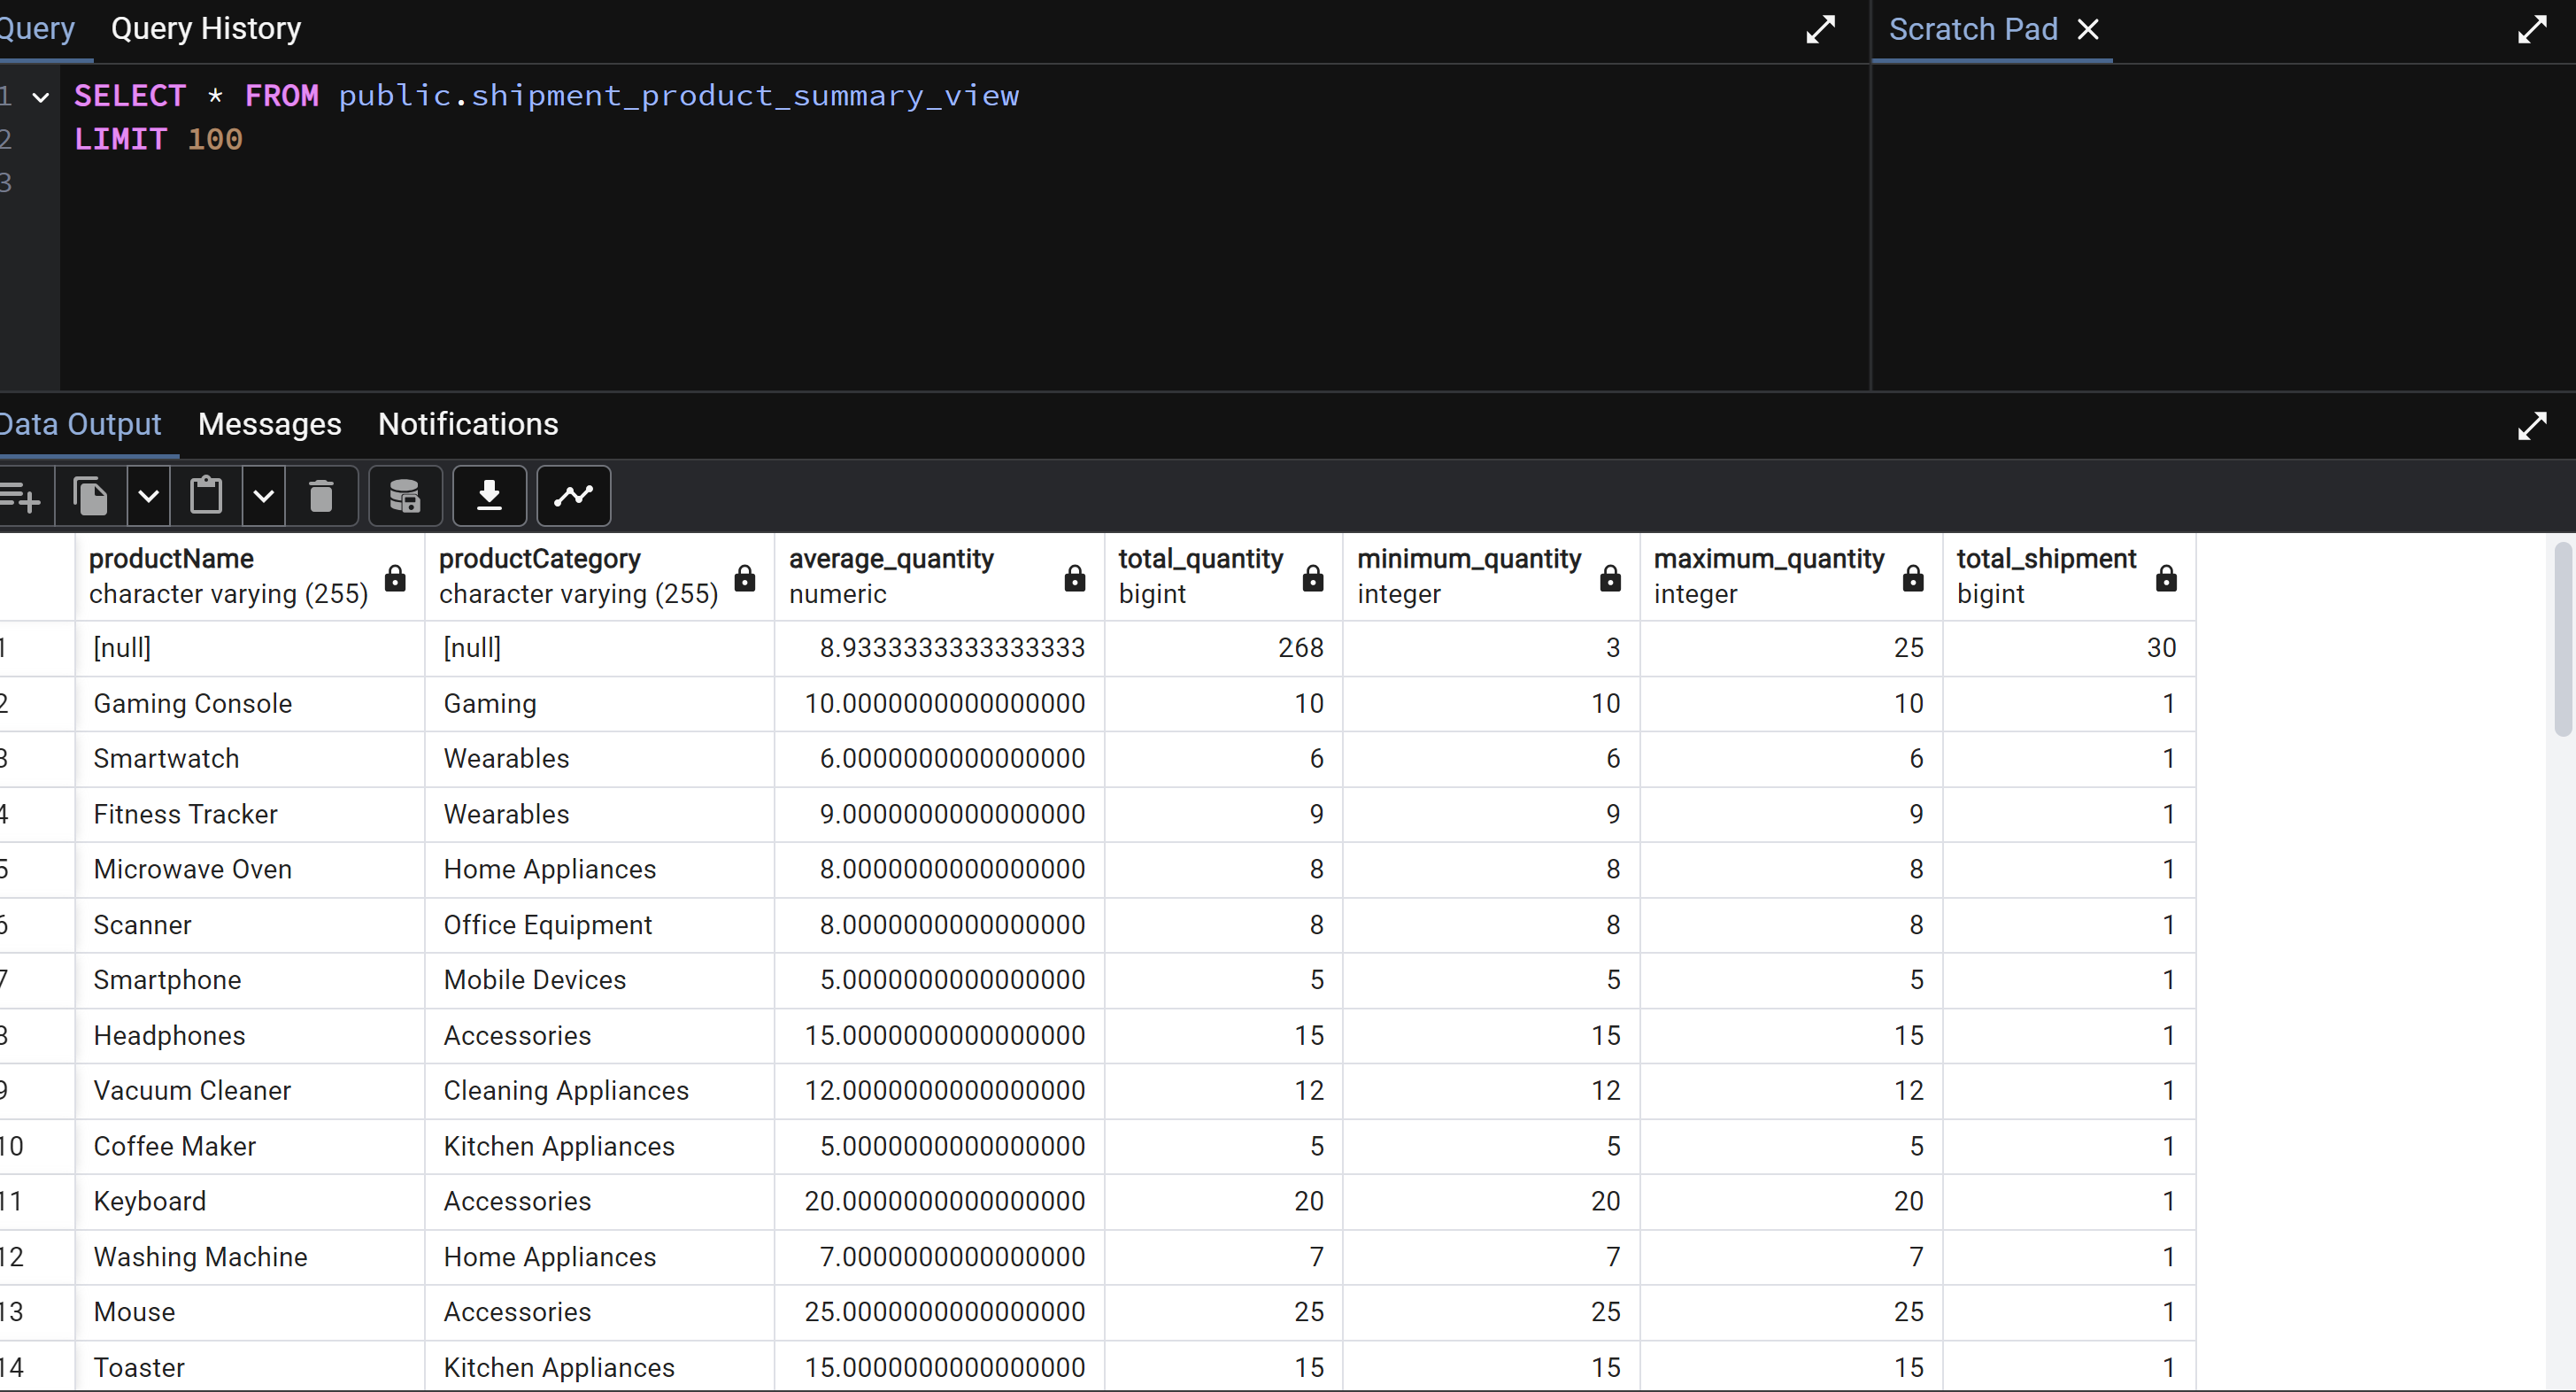 Query Query History Scratch Pad
1 SELECT * FROM public.shipment_product_summary_view
2 LIMIT 100
3
Data Output Messages Notifications
productName productCategory average_quantity total_quantity minimum_quantity maximum_quantity total_shipment
character varying (255) character varying (255) numeric bigint integer integer bigint
1 [null] [null] 8.9333333333333333 268 3 25 30
2 Gaming Console Gaming 10.0000000000000000 10 10 10 1
3 Smartwatch Wearables 6.0000000000000000 6 6 6 1
4 Fitness Tracker Wearables 9.0000000000000000 9 9 9 1
5 Microwave Oven Home Appliances 8.0000000000000000 8 8 8 1
6 Scanner Office Equipment 8.0000000000000000 8 8 8 1
7 Smartphone Mobile Devices 5.0000000000000000 5 5 5 1
8 Headphones Accessories 15.0000000000000000 15 15 15 1
9 Vacuum Cleaner Cleaning Appliances 12.0000000000000000 12 12 12 1
10 Coffee Maker Kitchen Appliances 5.0000000000000000 5 5 5 1
11 Keyboard Accessories 20.0000000000000000 20 20 20 1
12 Washing Machine Home Appliances 7.0000000000000000 7 7 7 1
13 Mouse Accessories 25.0000000000000000 25 25 25 1
14 Toaster Kitchen Appliances 15.0000000000000000 15 15 15 1